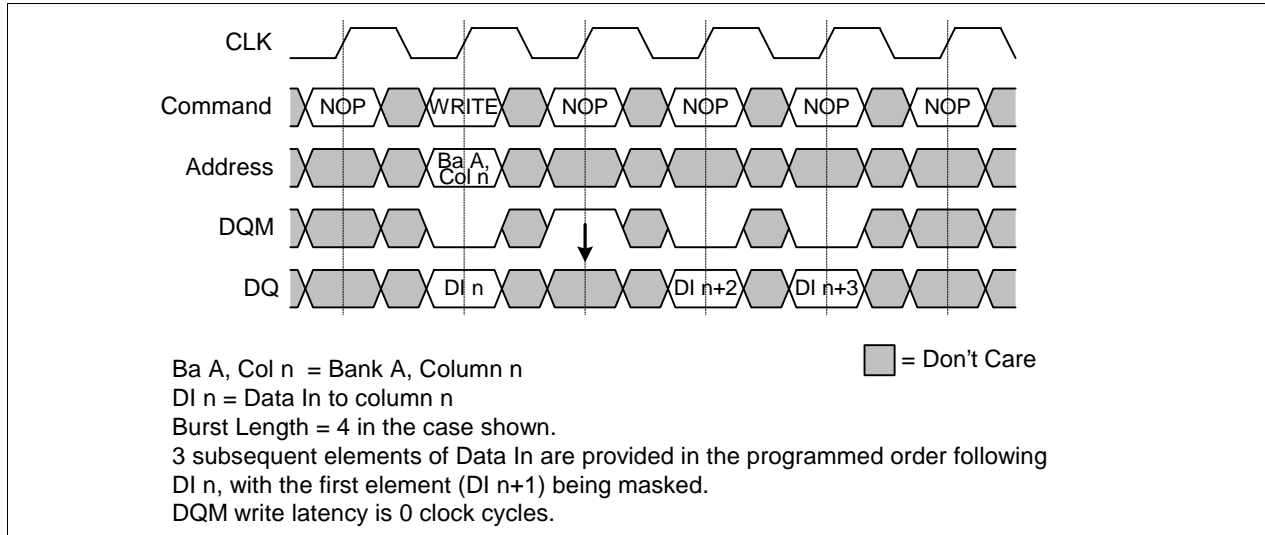 CLK
Command NOP WRITE NOP NOP NOP NOP
Address Ba A,
Col n
DQM
DQ DI n DI n+2 DI n+3
Ba A, Col n = Bank A, Column n
= Don't Care
DI n = Data In to column n
Burst Length = 4 in the case shown.
3 subsequent elements of Data In are provided in the programmed order following
DI n, with the first element (DI n+1) being masked.
DQM write latency is 0 clock cycles.